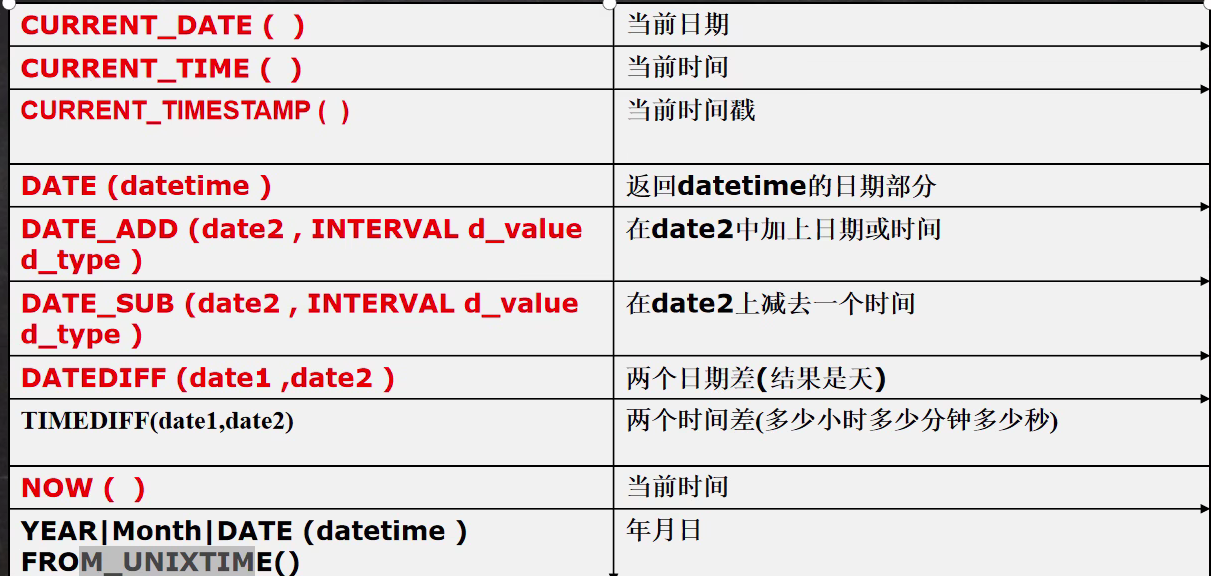 CURRENT_DATE (  )
当前日期
CURRENT_TIME (  )
当前时间
CURRENT_TIMESTAMP (  )
当前时间戳
DATE (datetime )
返回datetime的日期部分
DATE_ADD (date2 , INTERVAL d_value
d_type )
在date2中加上日期或时间
DATE_SUB (date2 , INTERVAL d_value
d_type )
在date2上减去一个时间
DATEDIFF (date1 ,date2 )
两个日期差(结果是天)
TIMEDIFF(date1,date2)
两个时间差(多少小时多少分钟多少秒)
NOW (  )
当前时间
YEAR|Month|DATE (datetime )
FROM_UNIXTIME()
年月日